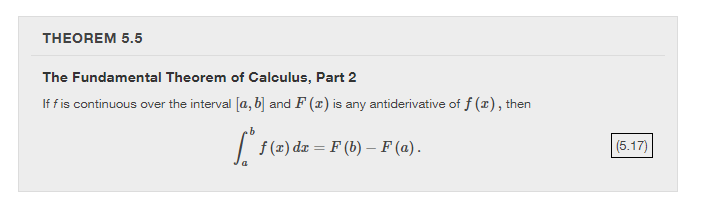 THEOREM 5.5
The Fundamental Theorem of Calculus, Part 2
If f is continuous over the interval [a, b] and F (x) is any antiderivative of f (x), then
∫_a^b f (x) dx = F (b) − F (a) . (5.17)